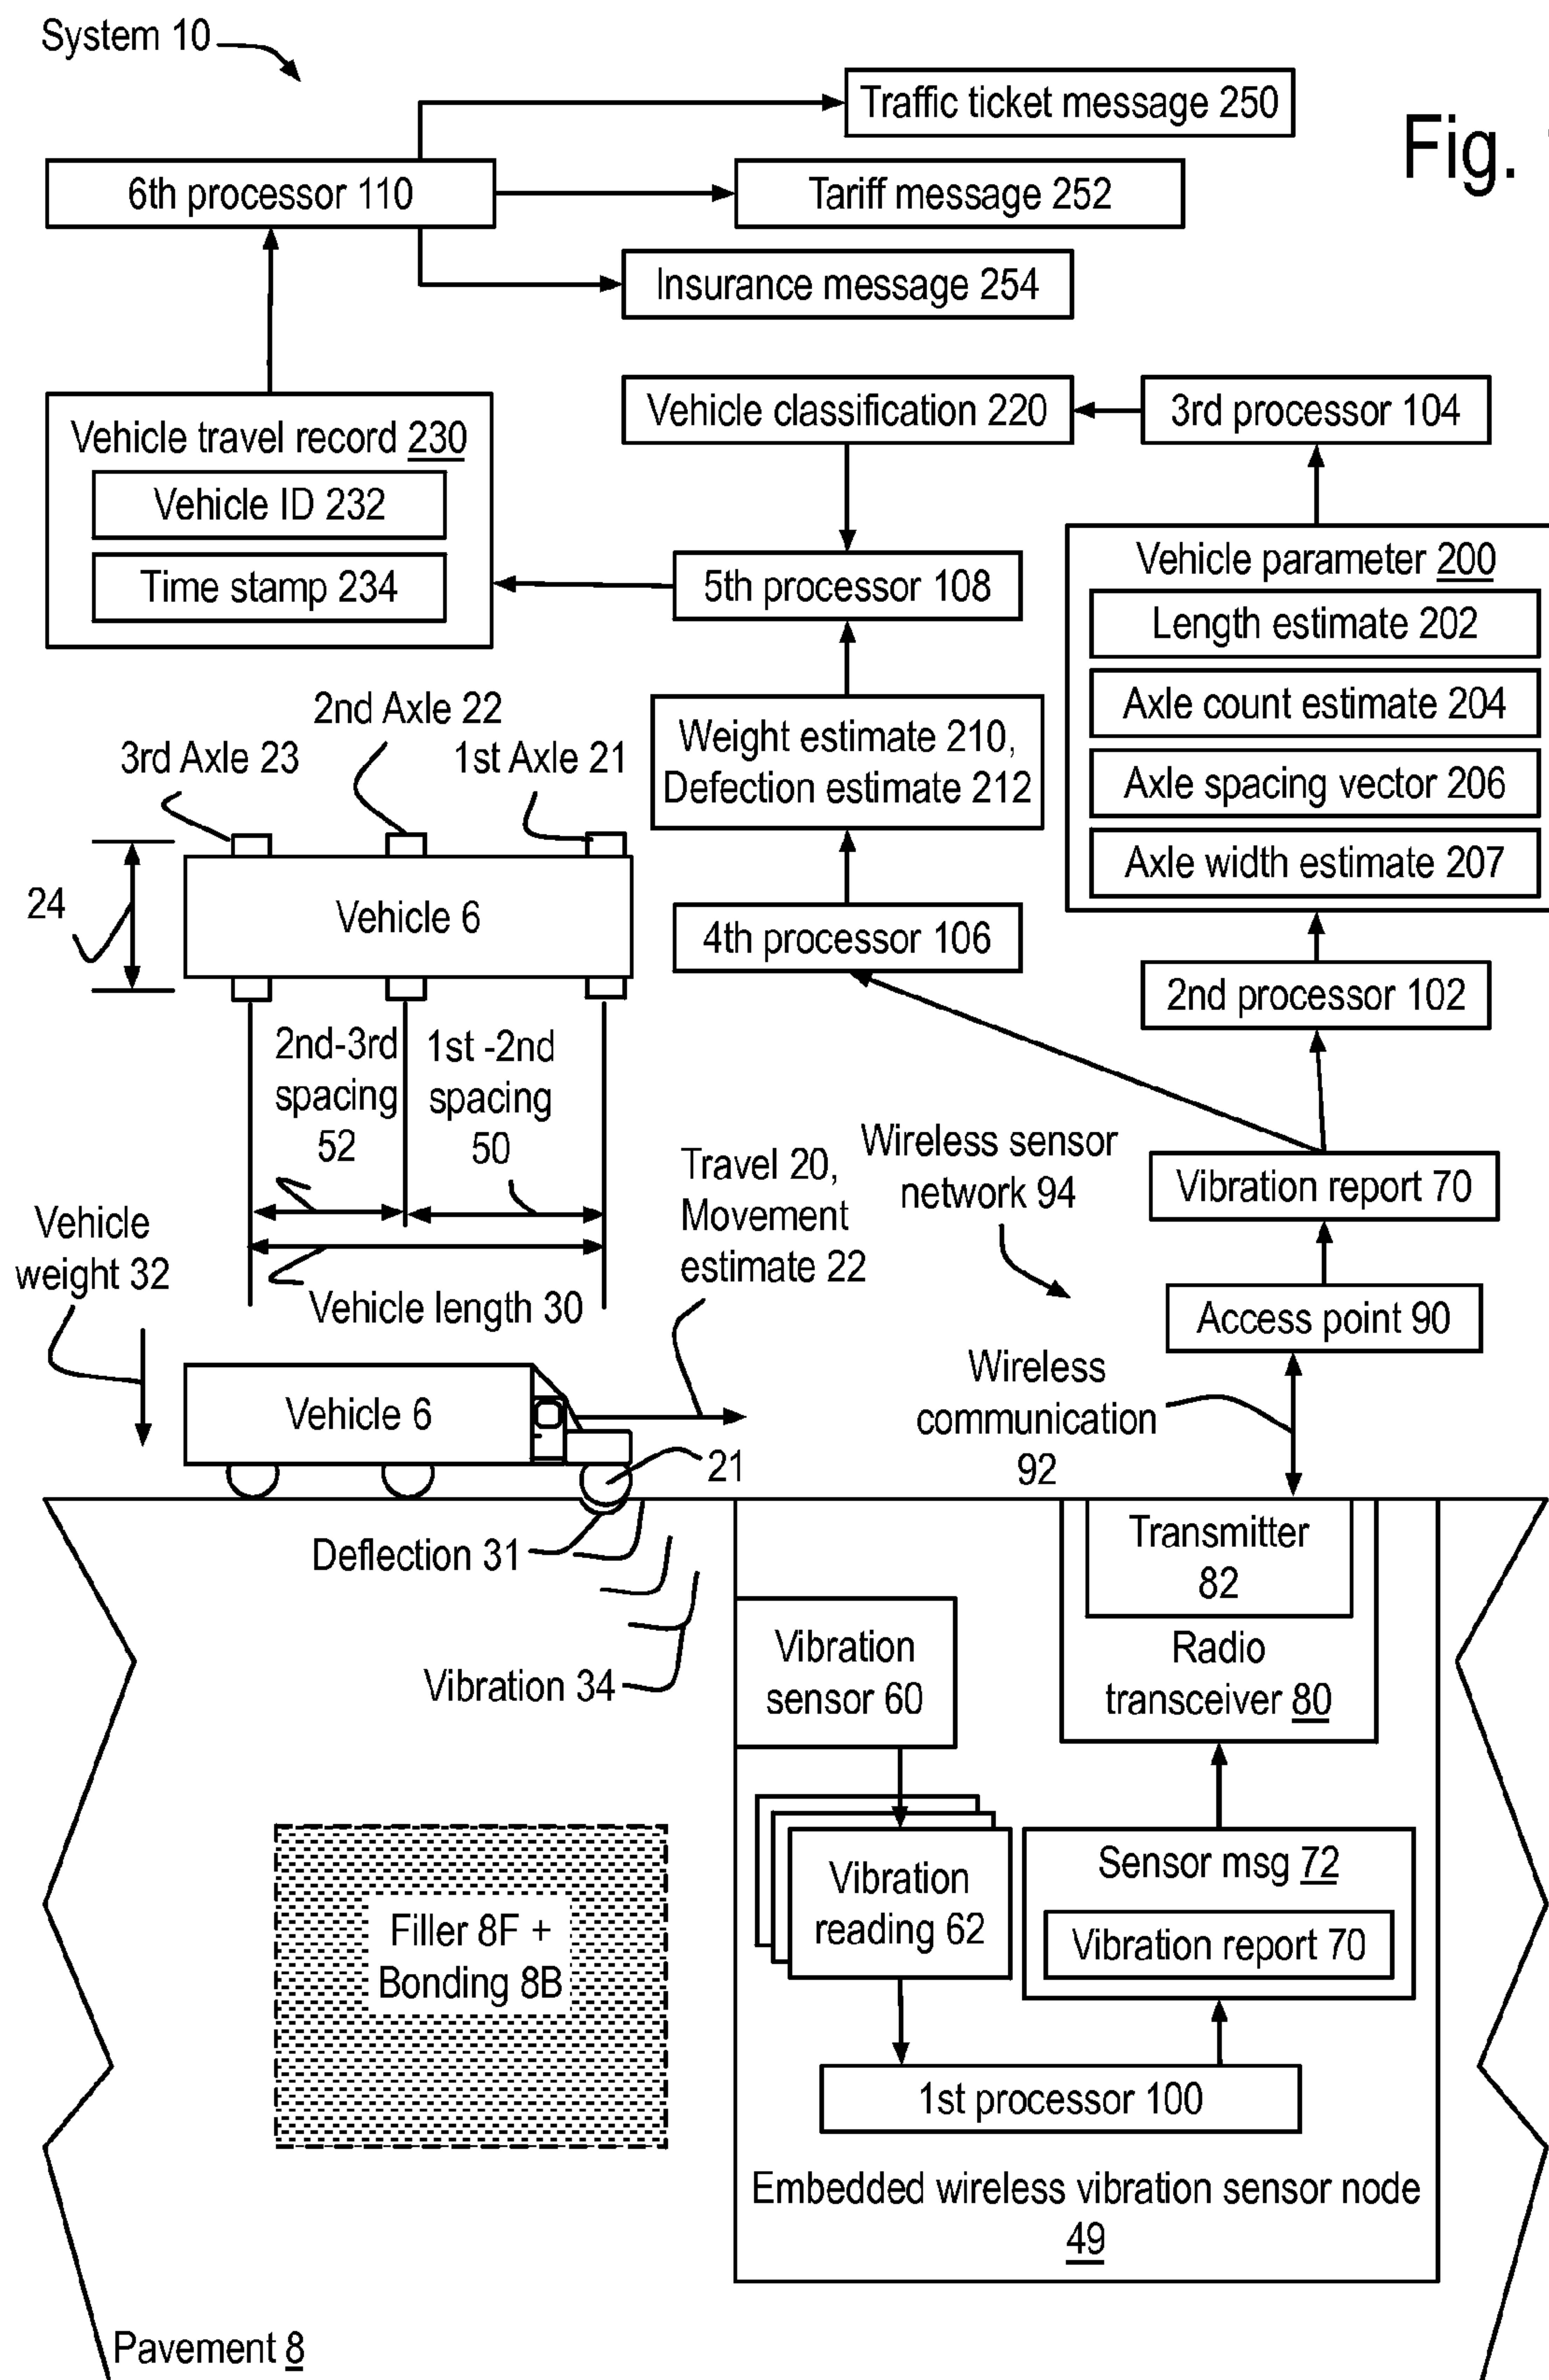 System 10
Traffic ticket message 250
Fig.
6th processor 110
Tariff message 252
Insurance message 254
Vehicle classification 220
3rd processor 104
Vehicle travel record 230
Vehicle ID 232
Time stamp 234
5th processor 108
Vehicle parameter 200
Length estimate 202
Axle count estimate 204
Axle spacing vector 206
Axle width estimate 207
2nd Axle 22
3rd Axle 23
1st Axle 21
Weight estimate 210,
Defection estimate 212
24
Vehicle 6
4th processor 106
2nd processor 102
2nd-3rd
spacing
52
1st -2nd
spacing
50
Travel 20,
Movement
estimate 22
Wireless sensor
network 94
Vibration report 70
Vehicle
weight 32
Vehicle length 30
Access point 90
Wireless
communication
92
Vehicle 6
21
Deflection 31
Transmitter
82
Vibration
sensor 60
Radio
transceiver 80
Vibration 34
Vibration
reading 62
Sensor msg 72
Vibration report 70
Filler 8F +
Bonding 8B
1st processor 100
Embedded wireless vibration sensor node
49
Pavement 8